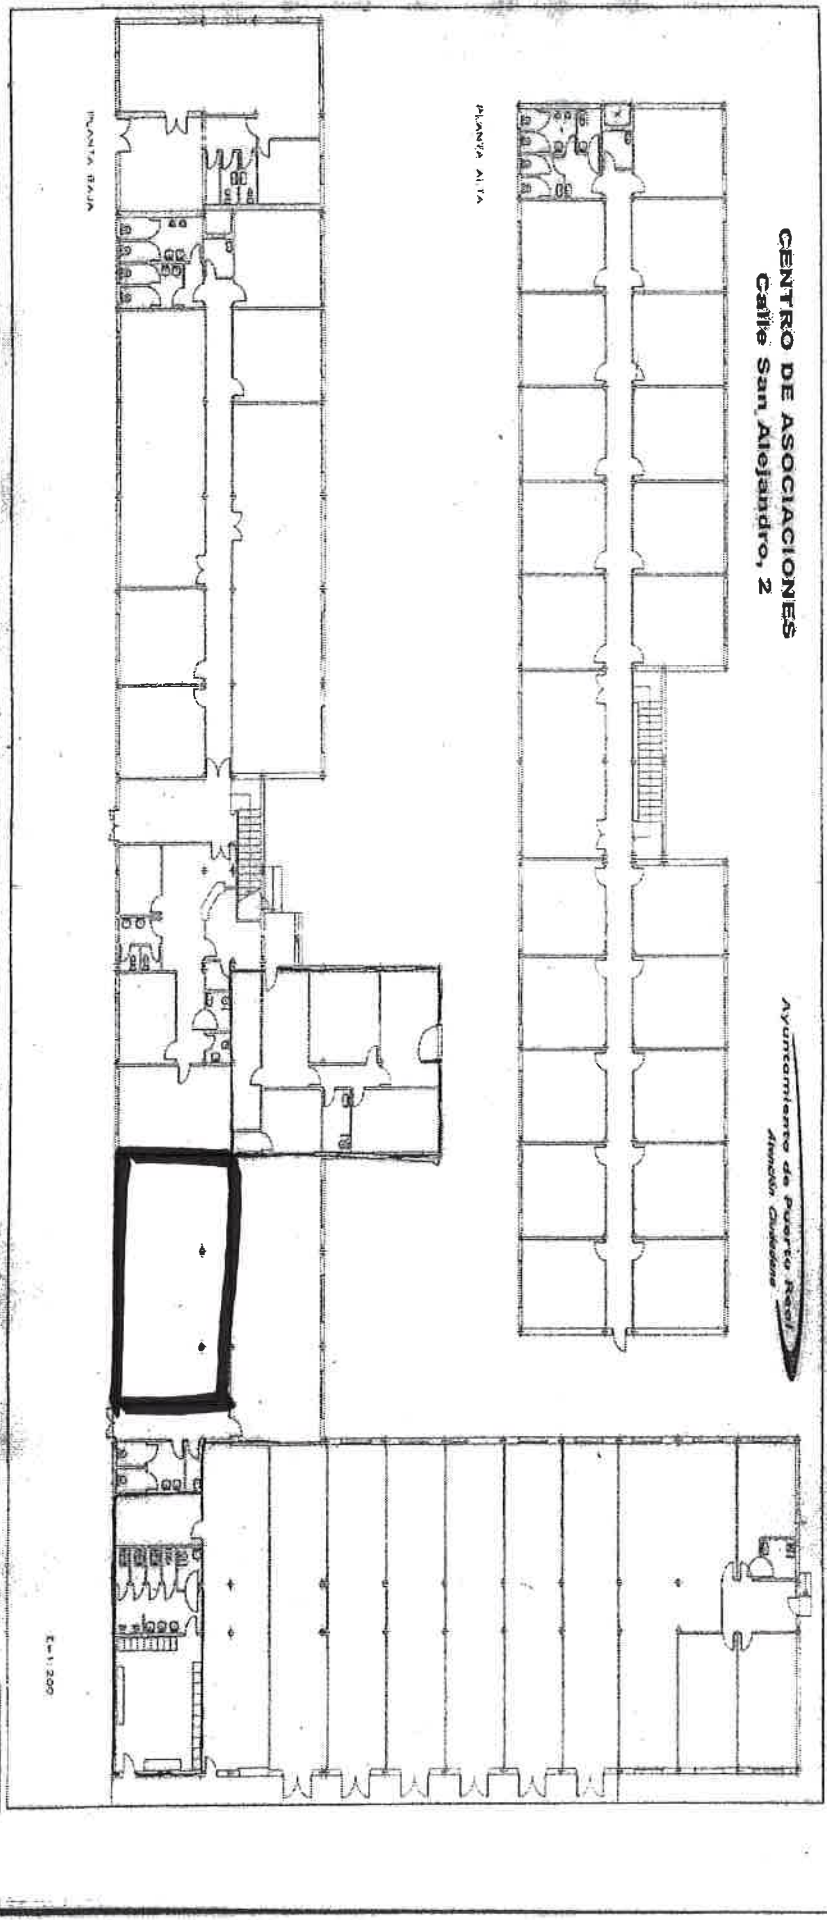 CENTRO DE ASOCIACIONES
Calle San Alejandro, 2
Ayuntamiento de Puerto Real
Atención Ciudadana
PLANTA ALTA
PLANTA BAJA
E=1:200